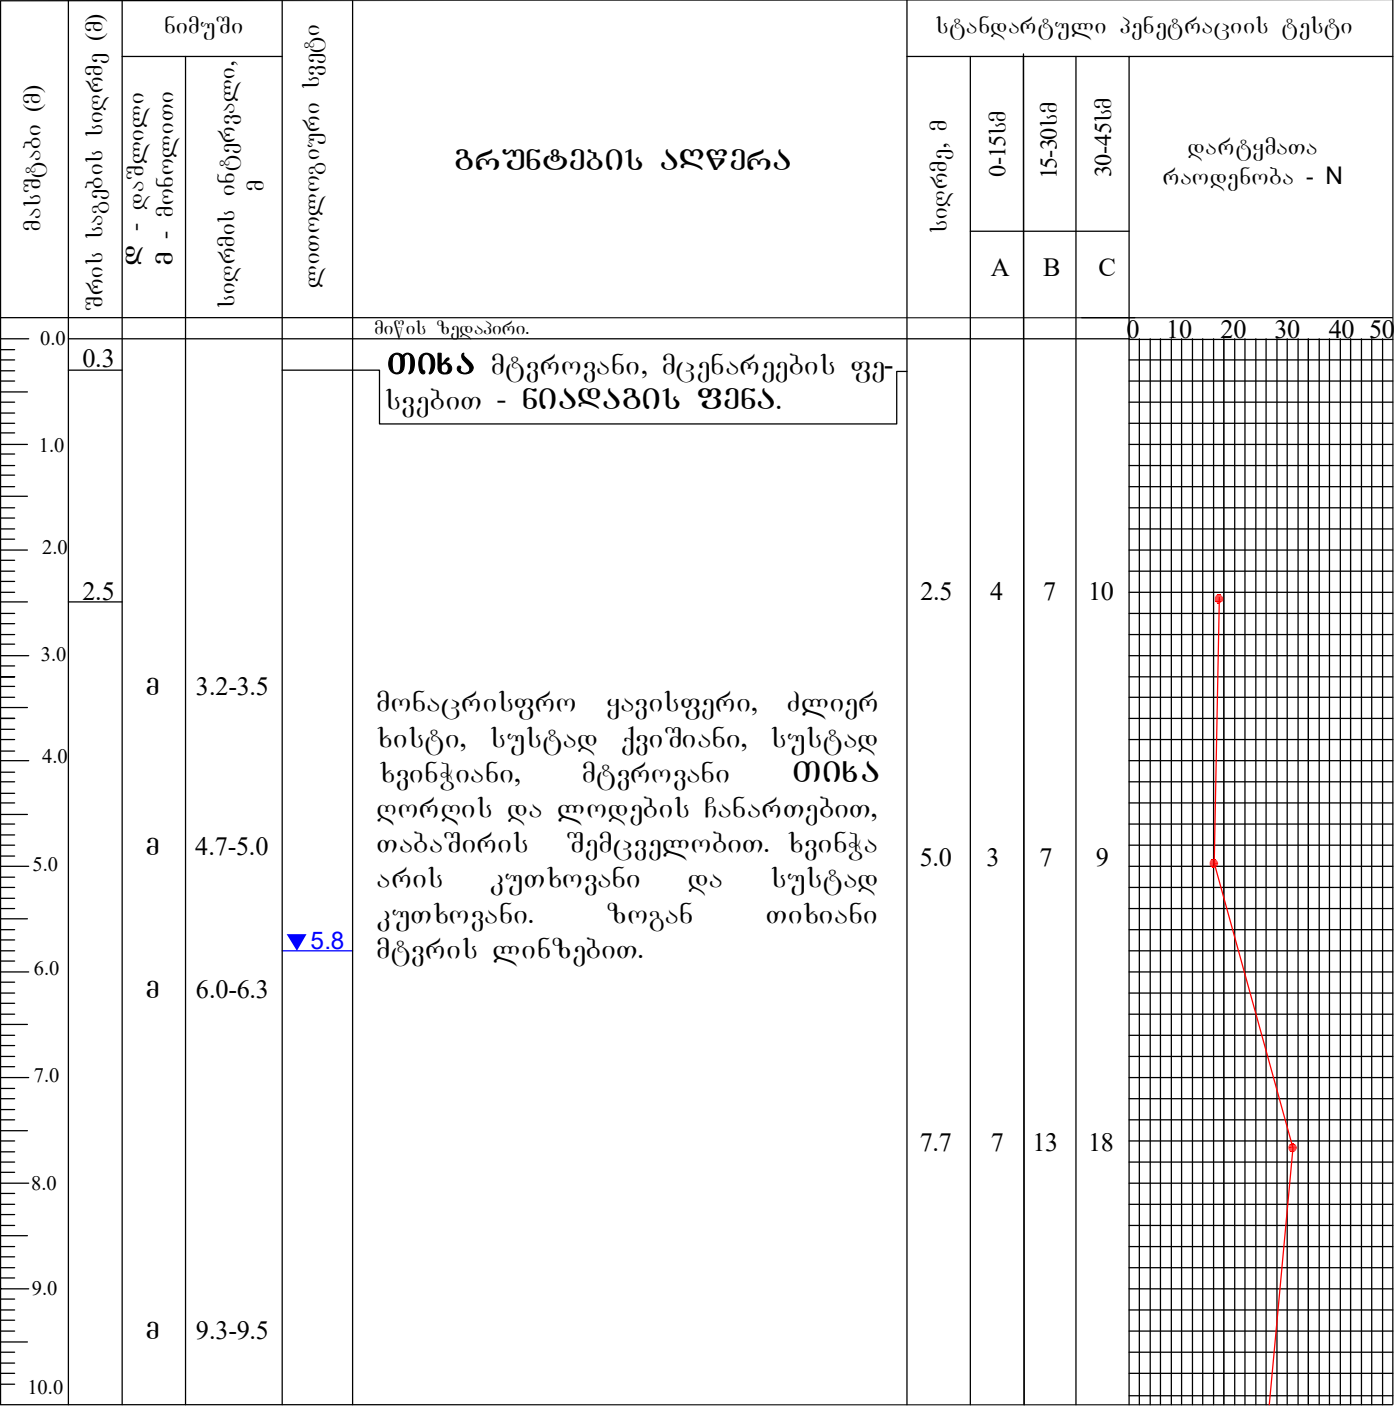 მასშტაბი (მ)
შრის საგების სიღრმე (მ)
ნიმუში
დ - დაშლილი
მ - მონოლითი
სიღრმის ინტერვალი,
მ
ლითოლოგიური სვეტი
გრუნტების აღწერა
სტანდარტული პენეტრაციის ტესტი
სიღრმე, მ
0-15სმ
15-30სმ
30-45სმ
A B C
დარტყმათა
რაოდენობა - N
მიწის ზედაპირი.
0 10 20 30 40 50
0.0
0.3
თიხა მტვროვანი, მცენარეების ფე-
სვებით - ნიადაგის ფენა.
1.0
2.0
2.5 2.5 4 7 10
3.0
მ 3.2-3.5
მონაცრისფრო ყავისფერი, ძლიერ
ხისტი, სუსტად ქვიშიანი, სუსტად
4.0
ხვინჭიანი, მტვროვანი თიხა
ღორღის და ლოდების ჩანართებით,
მ 4.7-5.0
თაბაშირის შემცველობით. ხვინჭა
5.0 5.0 3 7 9
არის კუთხოვანი და სუსტად
კუთხოვანი. ზოგან თიხიანი
5.8
მტვრის ლინზებით.
6.0
მ 6.0-6.3
7.0
7.7 7 13 18
8.0
9.0
მ 9.3-9.5
10.0